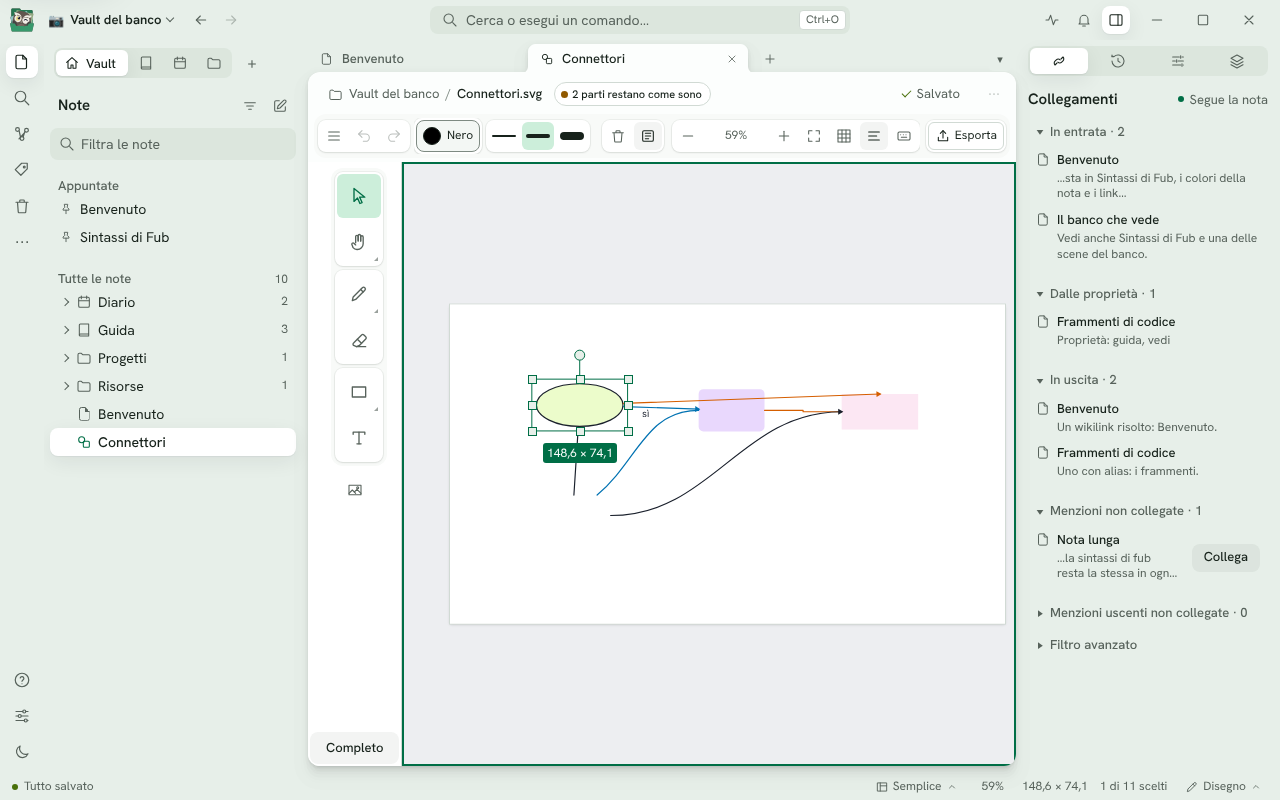 Vault del banco
Cerca o esegui un comando…
Ctrl+O
Vault
Note
Filtra le note
Appuntate
Benvenuto
Sintassi di Fub
Tutte le note
10
Diario
2
Guida
3
Progetti
1
Risorse
1
Benvenuto
Connettori
Tutto salvato
Benvenuto
Connettori
Vault del banco / Connettori.svg
2 parti restano come sono
Salvato
Nero
59%
Esporta
sì
148,6 × 74,1
Completo
Semplice
59%
148,6 × 74,1
1 di 11 scelti
Disegno
Collegamenti
Segue la nota
In entrata · 2
Benvenuto
…sta in Sintassi di Fub, i colori della
nota e i link…
Il banco che vede
Vedi anche Sintassi di Fub e una delle
scene del banco.
Dalle proprietà · 1
Frammenti di codice
Proprietà: guida, vedi
In uscita · 2
Benvenuto
Un wikilink risolto: Benvenuto.
Frammenti di codice
Uno con alias: i frammenti.
Menzioni non collegate · 1
Nota lunga
…la sintassi di fub
resta la stessa in ogn…
Collega
Menzioni uscenti non collegate · 0
Filtro avanzato